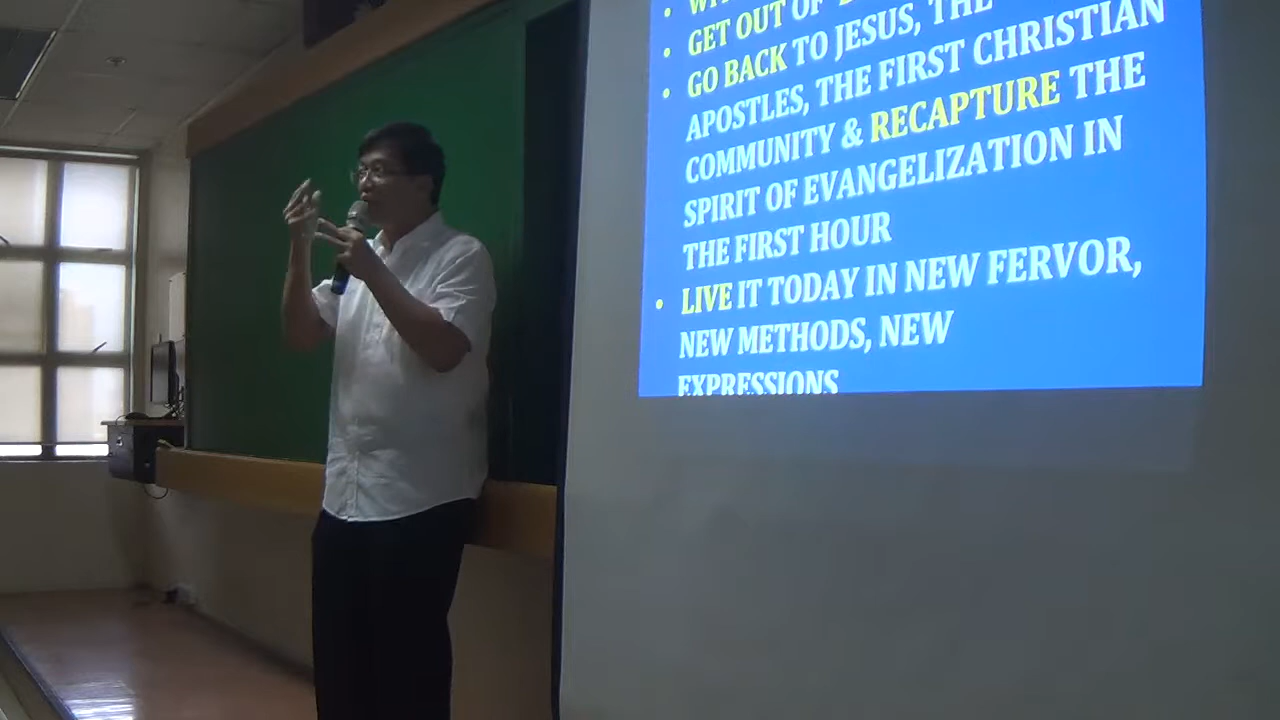 GET OUT OF
GO BACK TO JESUS, THE
APOSTLES, THE FIRST CHRISTIAN
COMMUNITY & RECAPTURE THE
SPIRIT OF EVANGELIZATION IN
THE FIRST HOUR
LIVE IT TODAY IN NEW FERVOR,
NEW METHODS, NEW
EXPRESSIONS